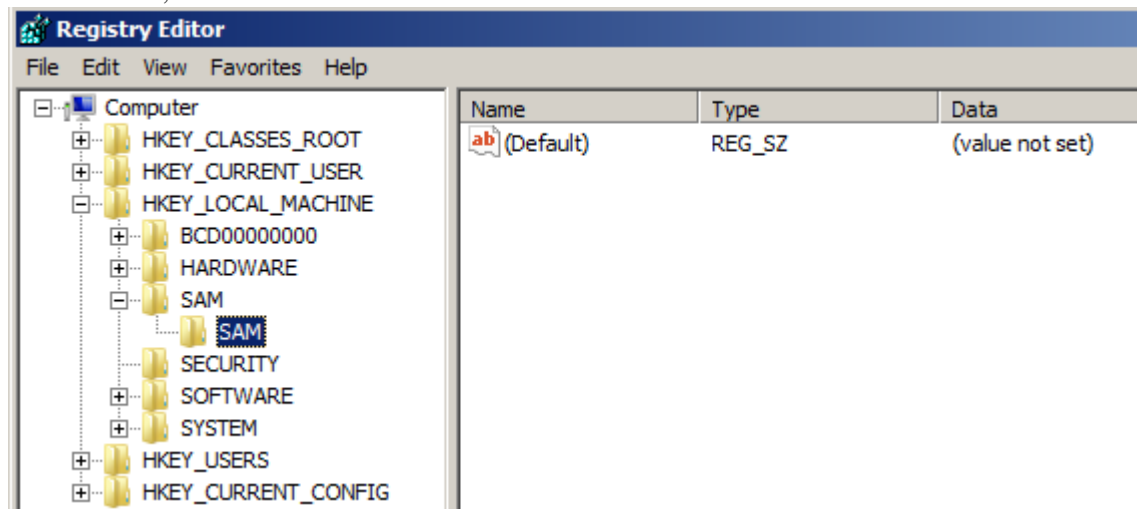 Registry Editor
File Edit View Favorites Help
Computer
HKEY_CLASSES_ROOT
HKEY_CURRENT_USER
HKEY_LOCAL_MACHINE
BCD00000000
HARDWARE
SAM
SAM
SECURITY
SOFTWARE
SYSTEM
HKEY_USERS
HKEY_CURRENT_CONFIG
Name Type Data
ab (Default) REG_SZ (value not set)